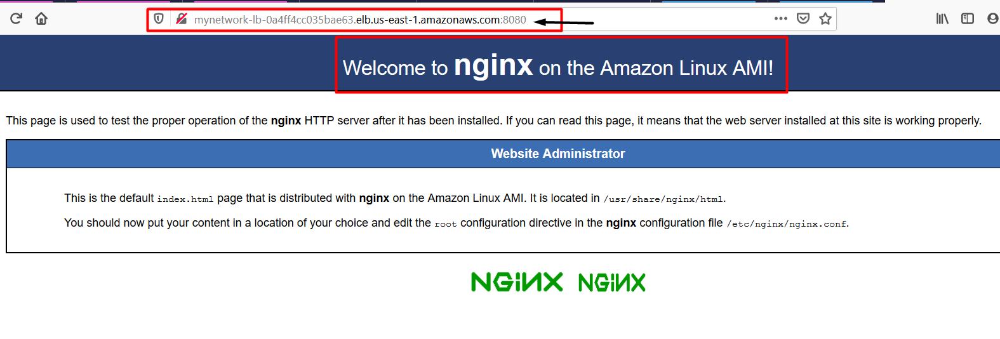 mynetwork-lb-0a4ff4cc035bae63.elb.us-east-1.amazonaws.com:8080
Welcome to nginx on the Amazon Linux AMI!
This page is used to test the proper operation of the nginx HTTP server after it has been installed. If you can read this page, it means that the web server installed at this site is working properly.
Website Administrator
This is the default index.html page that is distributed with nginx on the Amazon Linux AMI. It is located in /usr/share/nginx/html.
You should now put your content in a location of your choice and edit the root configuration directive in the nginx configuration file /etc/nginx/nginx.conf.
NGINX NGINX